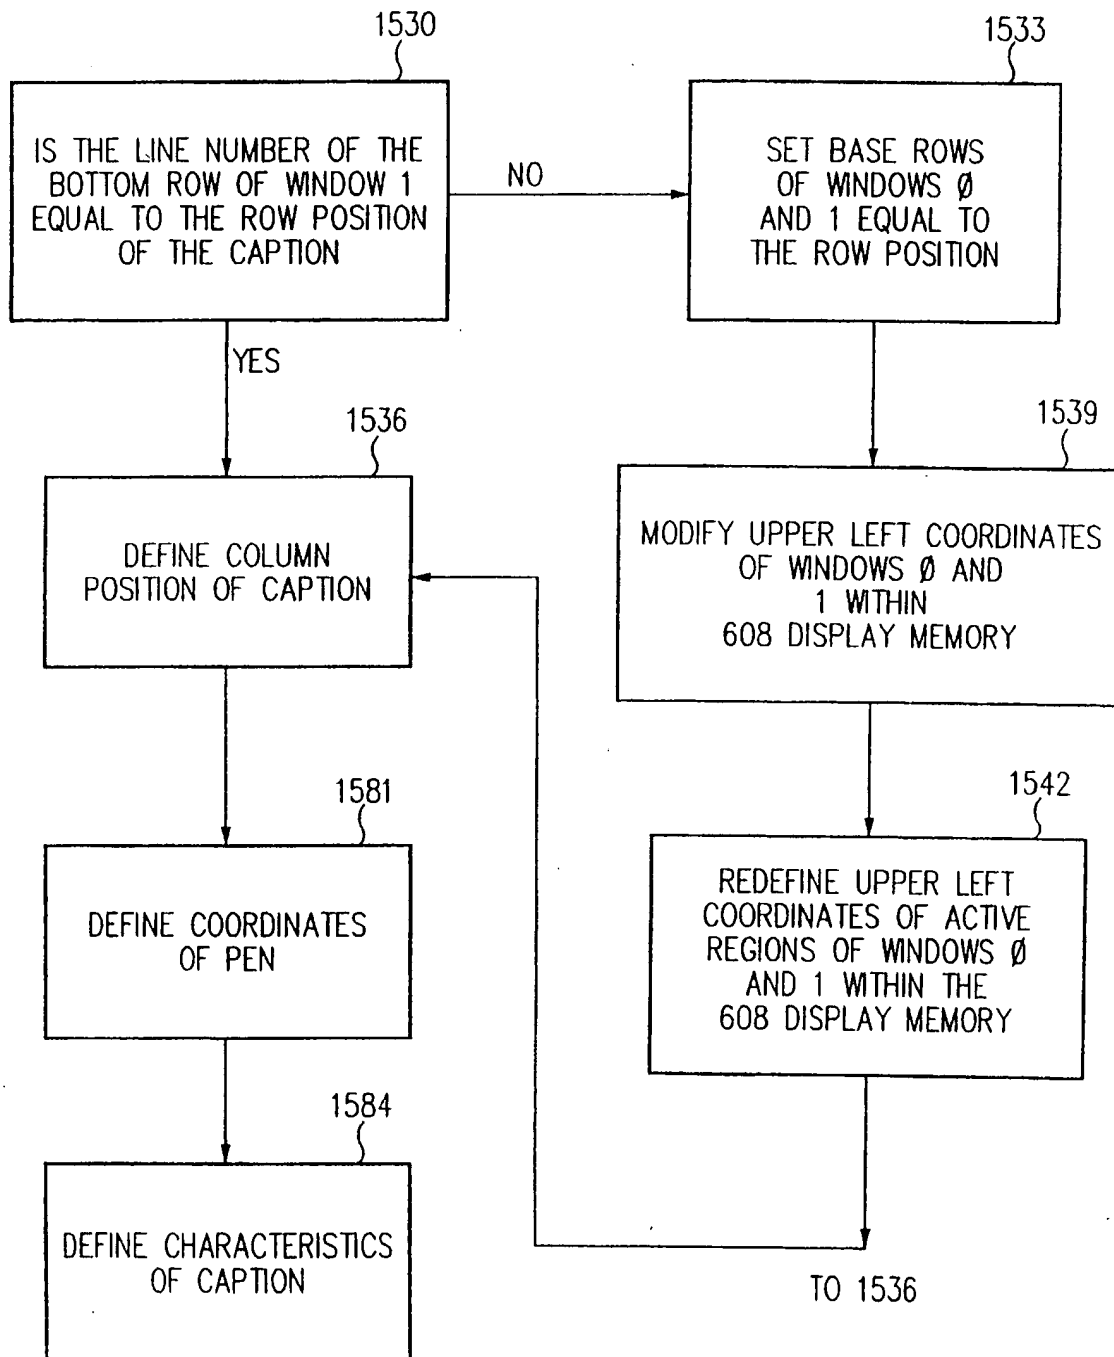 1530
IS THE LINE NUMBER OF THE
BOTTOM ROW OF WINDOW 1
EQUAL TO THE ROW POSITION
OF THE CAPTION
NO
1533
SET BASE ROWS
OF WINDOWS Ø
AND 1 EQUAL TO
THE ROW POSITION
YES
1536
DEFINE COLUMN
POSITION OF CAPTION
1539
MODIFY UPPER LEFT COORDINATES
OF WINDOWS Ø AND
1 WITHIN
608 DISPLAY MEMORY
1581
DEFINE COORDINATES
OF PEN
1542
REDEFINE UPPER LEFT
COORDINATES OF ACTIVE
REGIONS OF WINDOWS Ø
AND 1 WITHIN THE
608 DISPLAY MEMORY
1584
DEFINE CHARACTERISTICS
OF CAPTION
TO 1536